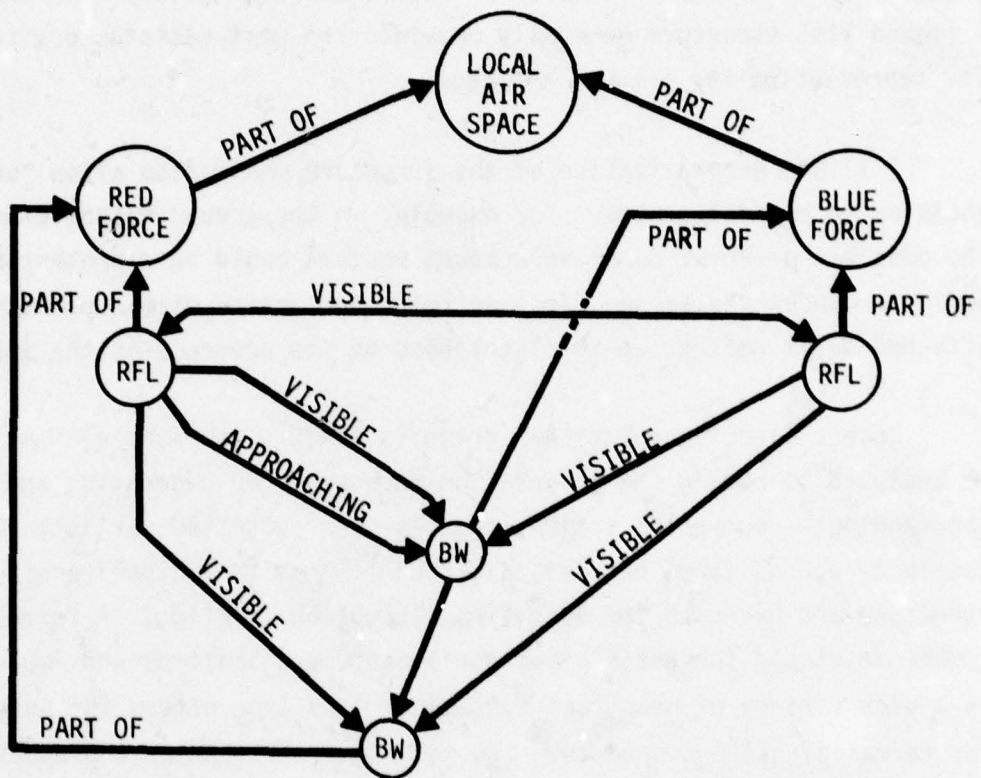 LOCAL
AIR
SPACE
PART OF
PART OF
RED
FORCE
BLUE
FORCE
PART OF
PART OF
VISIBLE
PART OF
RFL
RFL
VISIBLE
APPROACHING
VISIBLE
VISIBLE
VISIBLE
BW
PART OF
BW